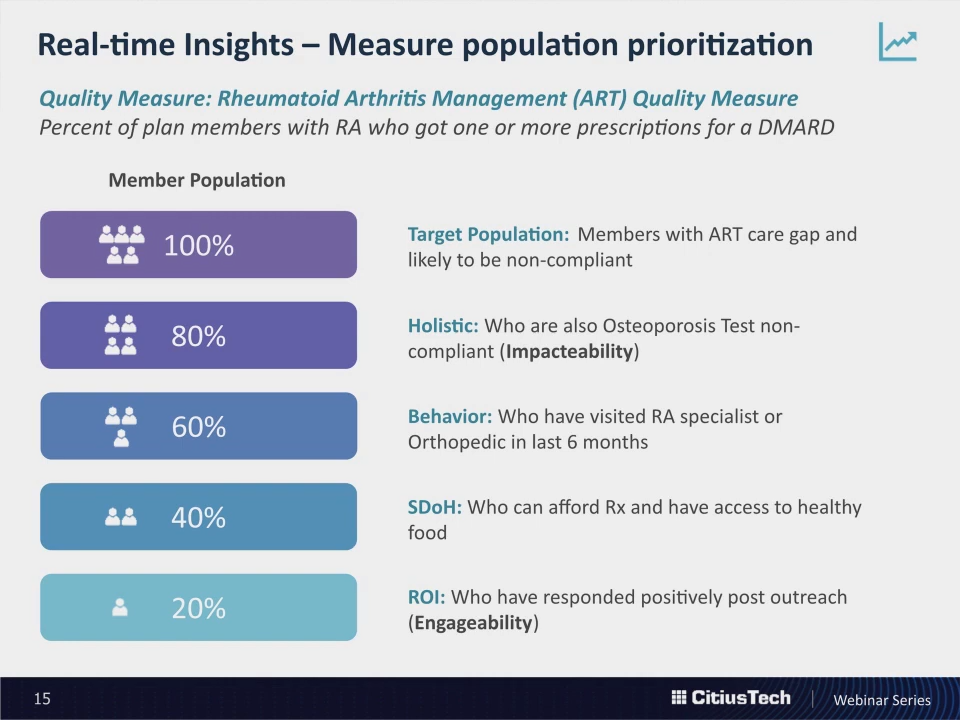 Real-time Insights – Measure population prioritization
Quality Measure: Rheumatoid Arthritis Management (ART) Quality Measure
Percent of plan members with RA who got one or more prescriptions for a DMARD
Member Population
100%
Target Population: Members with ART care gap and
likely to be non-compliant
80%
Holistic: Who are also Osteoporosis Test non-
compliant (Impacteability)
60%
Behavior: Who have visited RA specialist or
Orthopedic in last 6 months
40%
SDoH: Who can afford Rx and have access to healthy
food
20%
ROI: Who have responded positively post outreach
(Engageability)
15
CitiusTech
Webinar Series